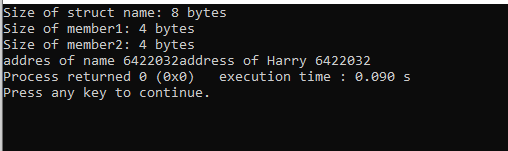 Size of struct name: 8 bytes
Size of member1: 4 bytes
Size of member2: 4 bytes
addres of name 6422032address of Harry 6422032
Process returned 0 (0x0)   execution time : 0.090 s
Press any key to continue.